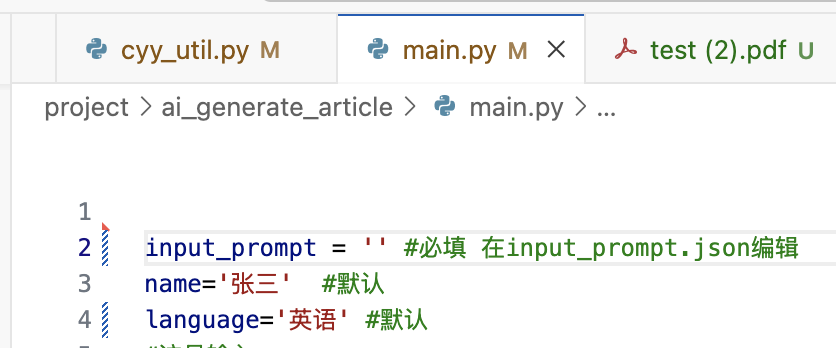 cyy_util.py M main.py M test (2).pdf U
project > ai_generate_article > main.py > ...
1
2 input_prompt = '' #必填 在input_prompt.json编辑
3 name='张三' #默认
4 language='英语' #默认